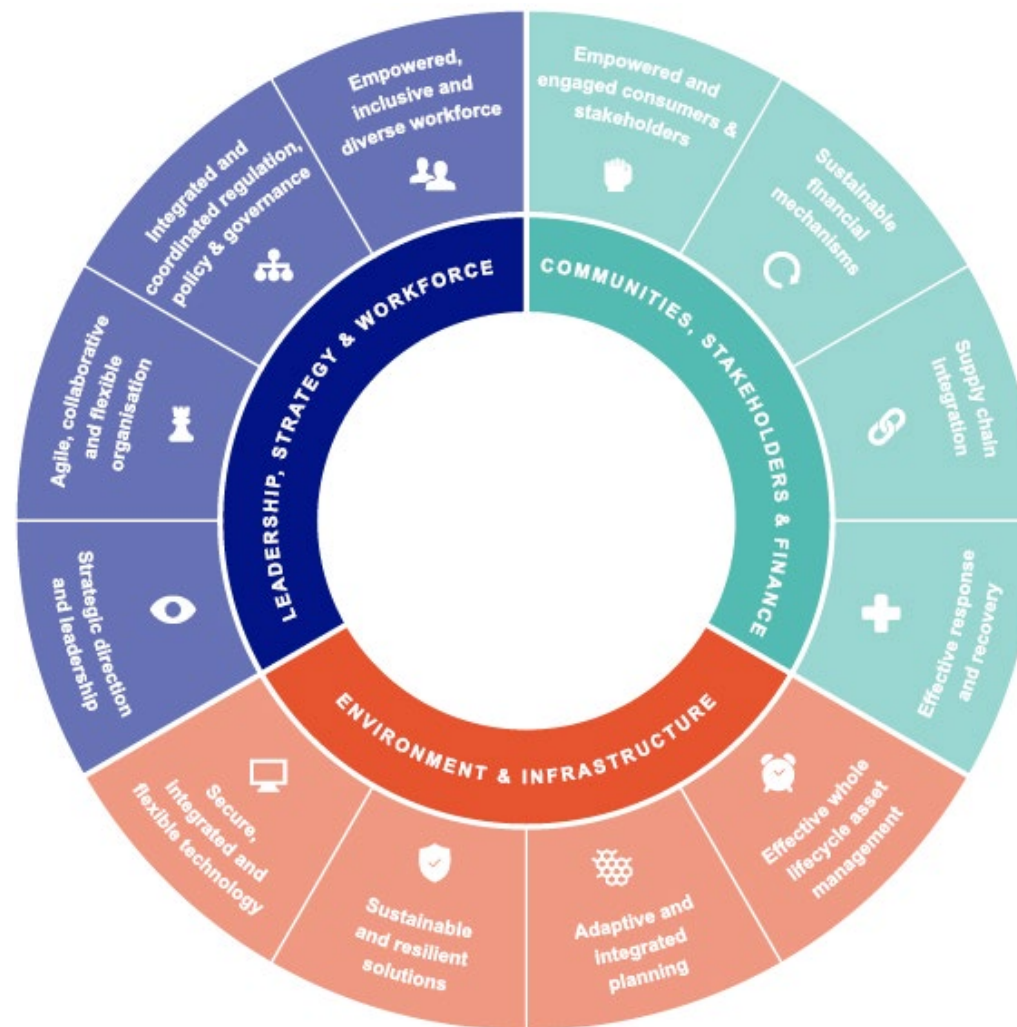 Empowered,
inclusive and
diverse workforce
Empowered and
engaged consumers &
stakeholders
Sustainable
financial
mechanisms
Supply chain
integration
Effective response
and recovery
Effective whole
lifecycle asset
management
Adaptive and
integrated
planning
Sustainable
and resilient
solutions
Secure,
integrated and
flexible technology
Strategic direction
and leadership
Agile, collaborative
and flexible
organisation
Integrated and
coordinated regulation,
policy & governance
LEADERSHIP, STRATEGY & WORKFORCE
COMMUNITIES, STAKEHOLDERS & FINANCE
ENVIRONMENT & INFRASTRUCTURE